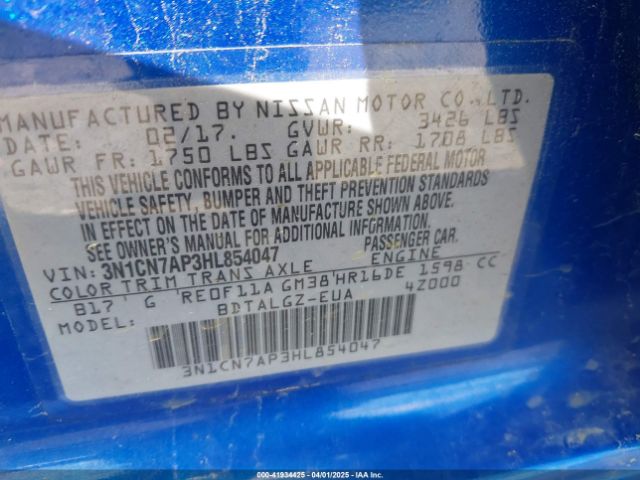 MANUFACTURED BY NISSAN MOTOR CO., LTD.
DATE: 02/17. GVWR: 3426 LBS
GAWR FR: 1750 LBS GAWR RR: 1708 LBS
THIS VEHICLE CONFORMS TO ALL APPLICABLE FEDERAL MOTOR
VEHICLE SAFETY, BUMPER AND THEFT PREVENTION STANDARDS
IN EFFECT ON THE DATE OF MANUFACTURE SHOWN ABOVE.
SEE OWNER'S MANUAL FOR ADDITIONAL INFORMATION.
VIN: 3N1CN7AP3HL854047 PASSENGER CAR.
COLOR TRIM TRANS AXLE ENGINE
B17 G RE0F11A GM38 HR16DE 1598 CC
MODEL: BDTALGZ-EUA 4Z000
3N1CN7AP3HL854047
000-41934425 04/01/2025 IAA Inc.